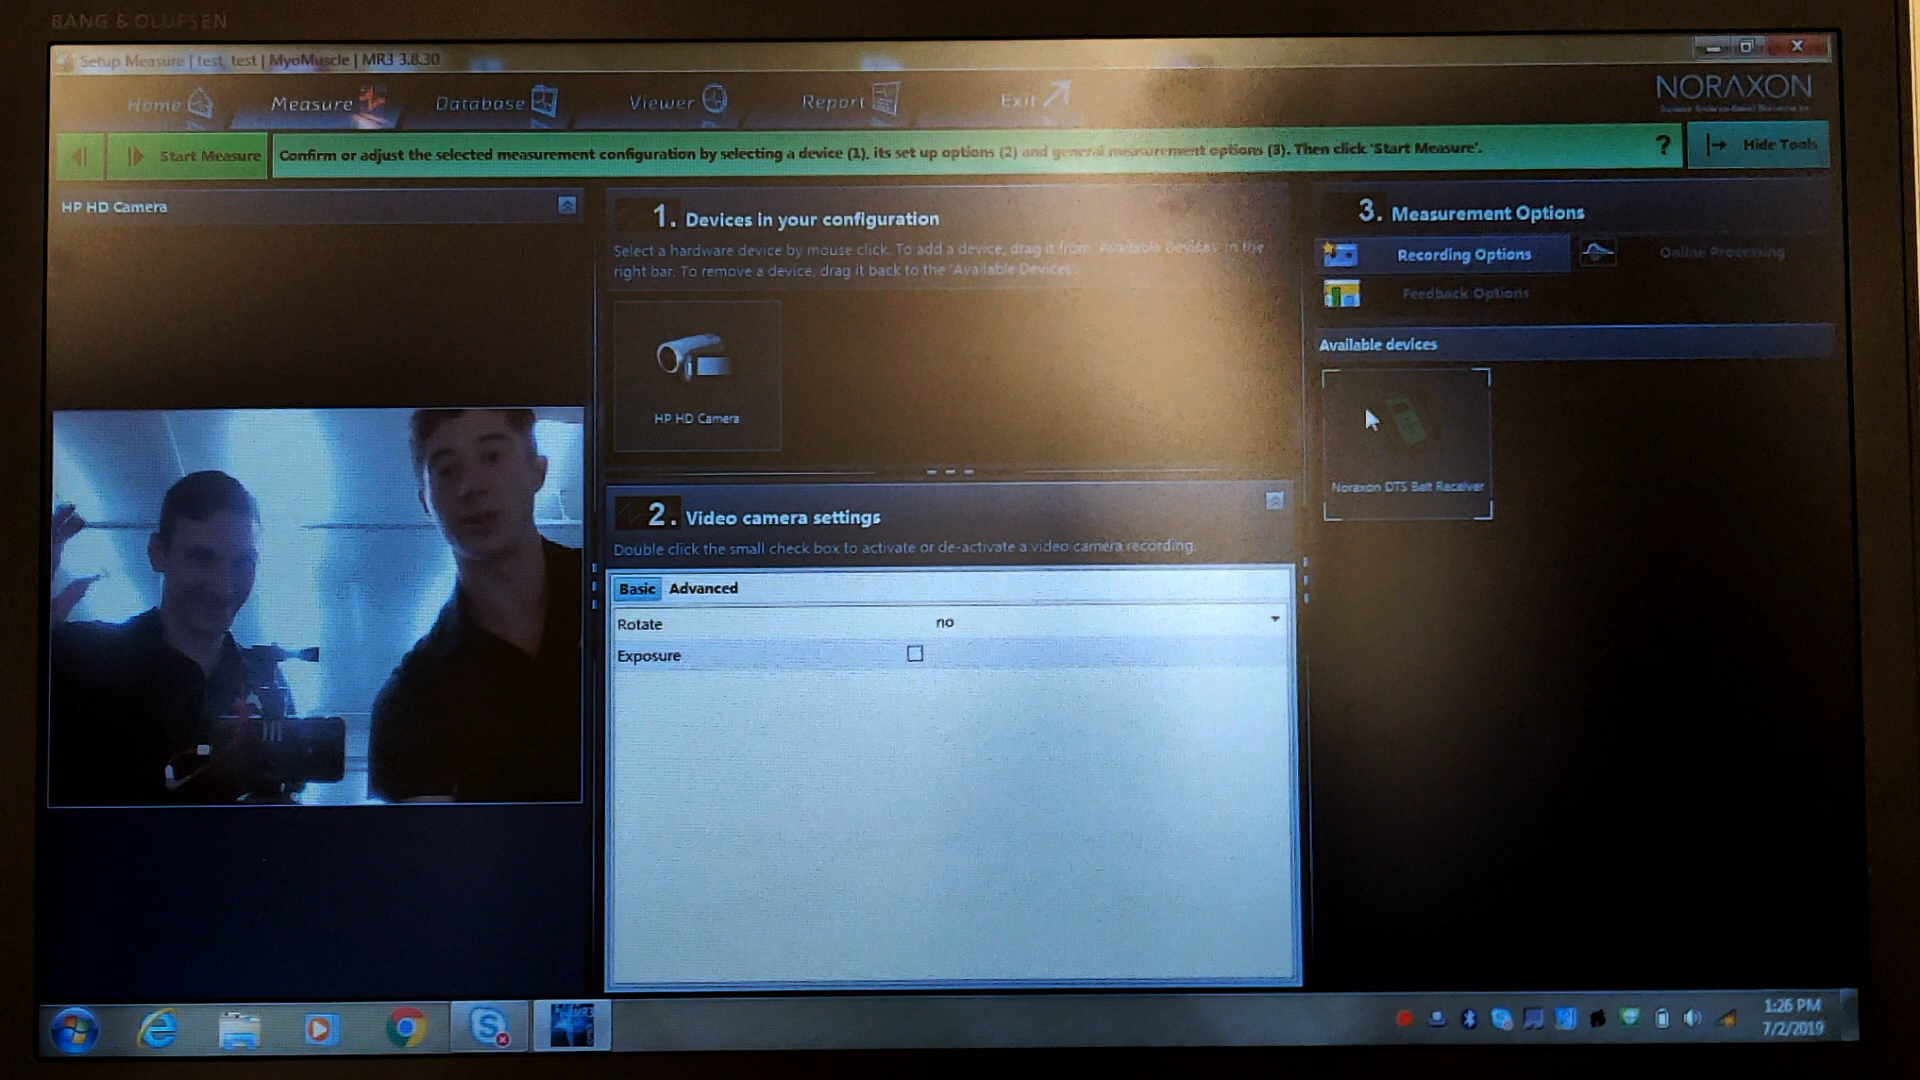 BANG & OLUFSEN
Setup Measure | test, test | MyoMuscle | MR3 3.8.30
Home
Measure
Database
Viewer
Report
Exit
NORAXON
Start Measure
Confirm or adjust the selected measurement configuration by selecting a device (1), its set up options (2) and general measurement options (3). Then click 'Start Measure'.
?
Hide Tools
HP HD Camera
1. Devices in your configuration
Select a hardware device by mouse click. To add a device, drag it from 'Available Devices' in the
right bar. To remove a device, drag it back to the 'Available Devices'.
HP HD Camera
2. Video camera settings
Double click the small check box to activate or de-activate a video camera recording.
Basic Advanced
Rotate no
Exposure
3. Measurement Options
Recording Options
Online Processing
Feedback Options
Available devices
Noraxon DTS Belt Receiver
MR3
1:26 PM
7/2/2019